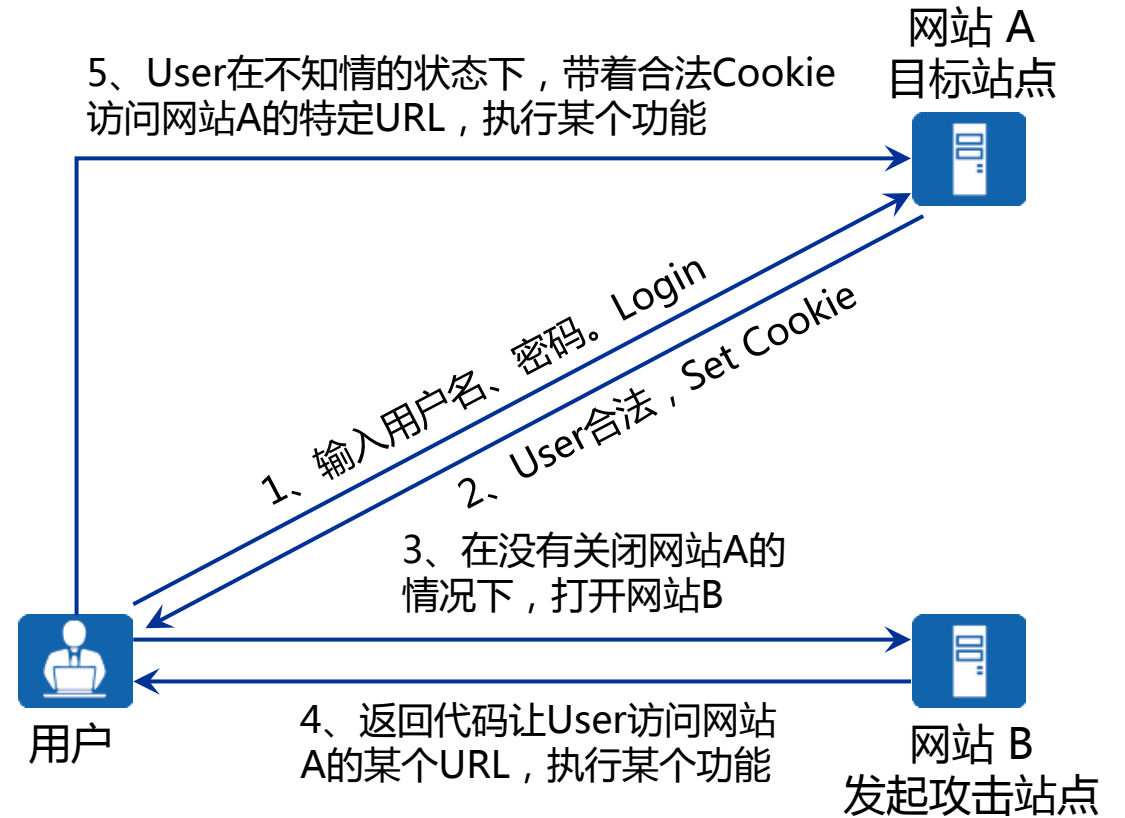 网站 A
目标站点
5、User在不知情的状态下，带着合法Cookie
访问网站A的特定URL，执行某个功能
1、输入用户名、密码。Login
2、User合法，Set Cookie
3、在没有关闭网站A的
情况下，打开网站B
4、返回代码让User访问网站
A的某个URL，执行某个功能
用户
网站 B
发起攻击站点